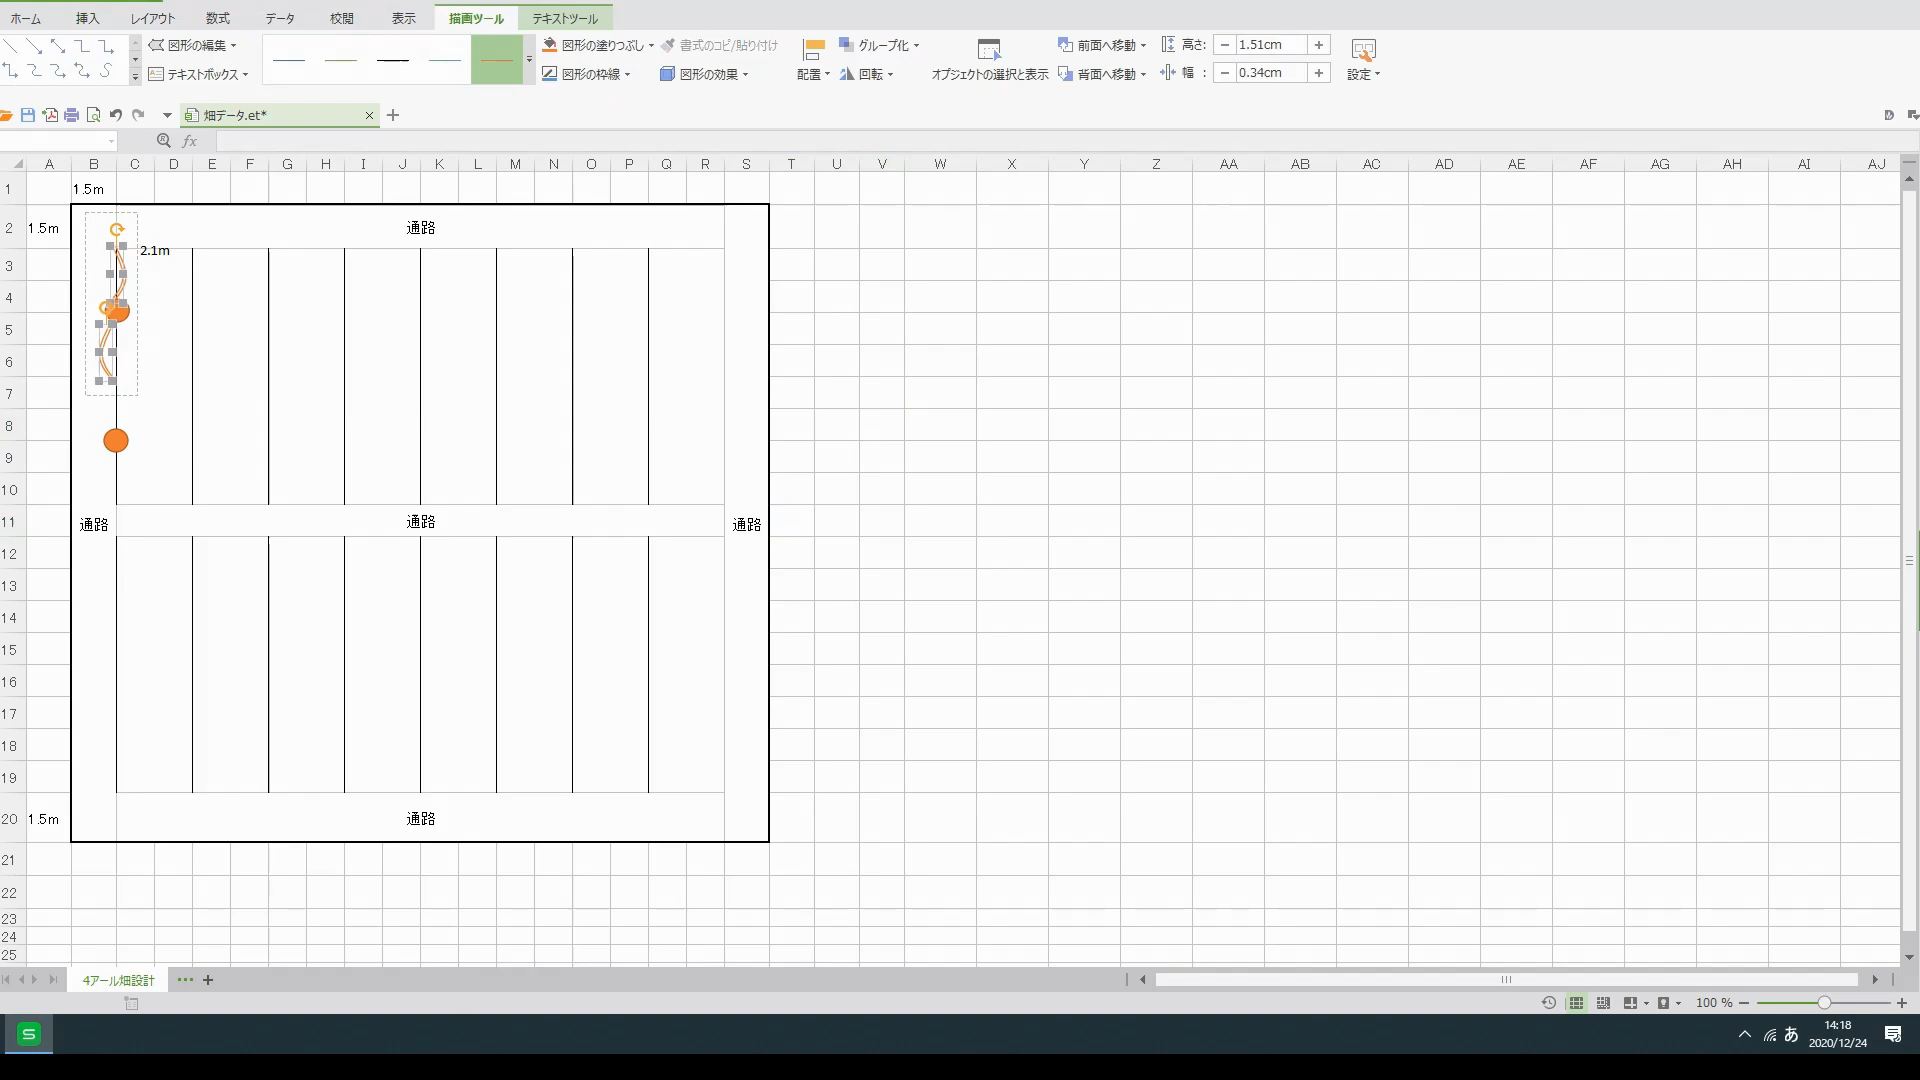 ホーム 挿入 レイアウト 数式 データ 校閲 表示 描画ツール テキストツール
図形の編集 図形の塗りつぶし 書式のコピ/貼り付け グループ化 前面へ移動 高さ: 1.51cm
テキストボックス 図形の枠線 図形の効果 配置 回転 オブジェクトの選択と表示 背面へ移動 幅 : 0.34cm 設定
畑データ.et*
fx
A B C D E F G H I J K L M N O P Q R S T U V W X Y Z AA AB AC AD AE AF AG AH AI AJ
1 1.5m
2 1.5m 通路
2.1m
3
4
5
6
7
8
9
10
11 通路 通路 通路
12
13
14
15
16
17
18
19
20 1.5m 通路
21
22
23
24
25
4アール畑設計
100 %
S あ 14:18
2020/12/24